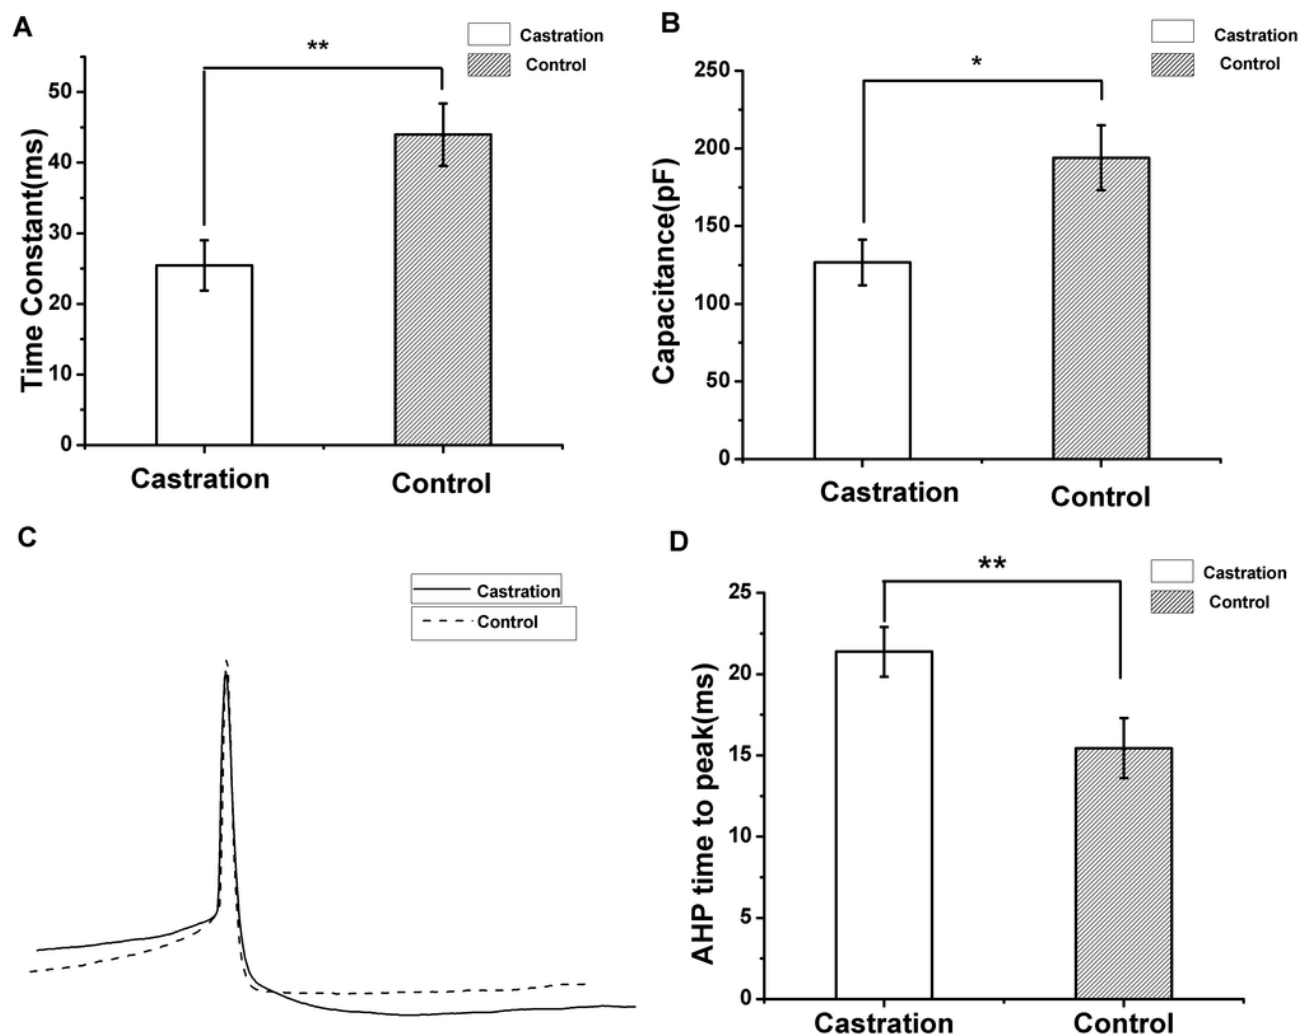 A
**
Castration
Control
Time Constant(ms)
50
40
30
20
10
0
Castration
Control
B
*
Castration
Control
Capacitance(pF)
250
200
150
100
50
0
Castration
Control
C
Castration
Control
D
**
Castration
Control
AHP time to peak(ms)
25
20
15
10
5
0
Castration
Control